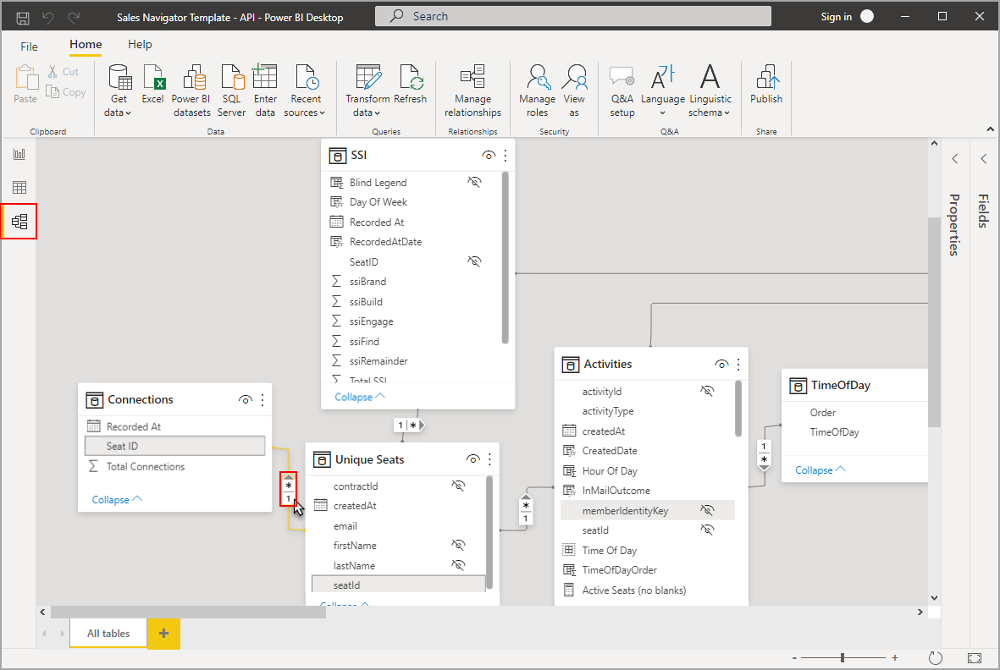 Sales Navigator Template - API - Power BI Desktop
Search
Sign in
File
Home
Help
Paste
Cut
Copy
Clipboard
Get data
Excel
Power BI datasets
SQL Server
Enter data
Recent sources
Data
Transform data
Refresh
Queries
Manage relationships
Relationships
Manage roles
View as
Security
Q&A setup
Language
Linguistic schema
Q&A
Publish
Share
SSI
Blind Legend
Day Of Week
Recorded At
RecordedAtDate
SeatID
ssiBrand
ssiBuild
ssiEngage
ssiFind
ssiRemainder
Total SSI
Collapse
1 *
Connections
Recorded At
Seat ID
Total Connections
Collapse
*
1
Unique Seats
contractId
createdAt
email
firstName
lastName
seatId
Collapse
*
1
Activities
activityId
activityType
createdAt
CreatedDate
Hour Of Day
InMailOutcome
memberIdentityKey
seatId
Time Of Day
TimeOfDayOrder
Active Seats (no blanks)
1
*
TimeOfDay
Order
TimeOfDay
Collapse
Properties
Fields
All tables
+
- +